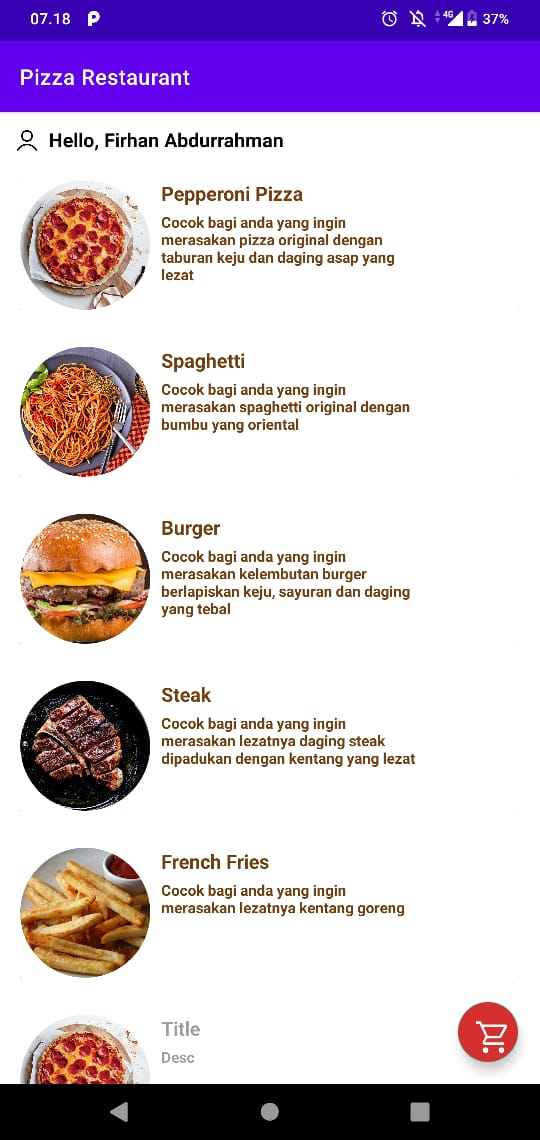 07.18
4G
37%
Pizza Restaurant
Hello, Firhan Abdurrahman
Pepperoni Pizza
Cocok bagi anda yang ingin
merasakan pizza original dengan
taburan keju dan daging asap yang
lezat
Spaghetti
Cocok bagi anda yang ingin
merasakan spaghetti original dengan
bumbu yang oriental
Burger
Cocok bagi anda yang ingin
merasakan kelembutan burger
berlapiskan keju, sayuran dan daging
yang tebal
Steak
Cocok bagi anda yang ingin
merasakan lezatnya daging steak
dipadukan dengan kentang yang lezat
French Fries
Cocok bagi anda yang ingin
merasakan lezatnya kentang goreng
Title
Desc